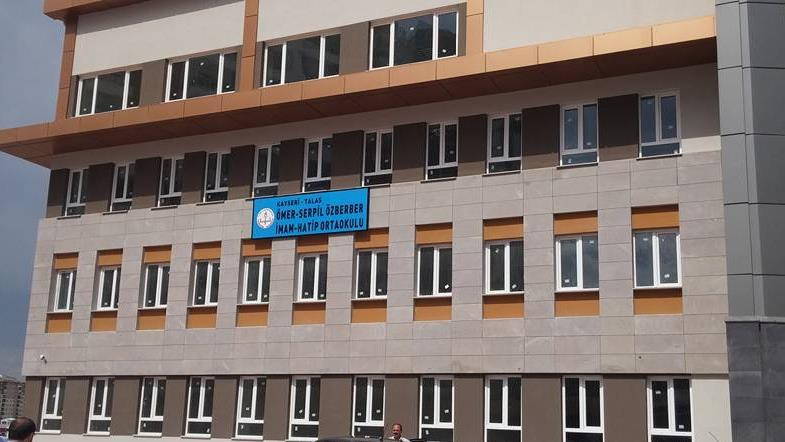 KAYSERİ - TALAS
ÖMER-SERPİL ÖZBERBER
İMAM-HATİP ORTAOKULU